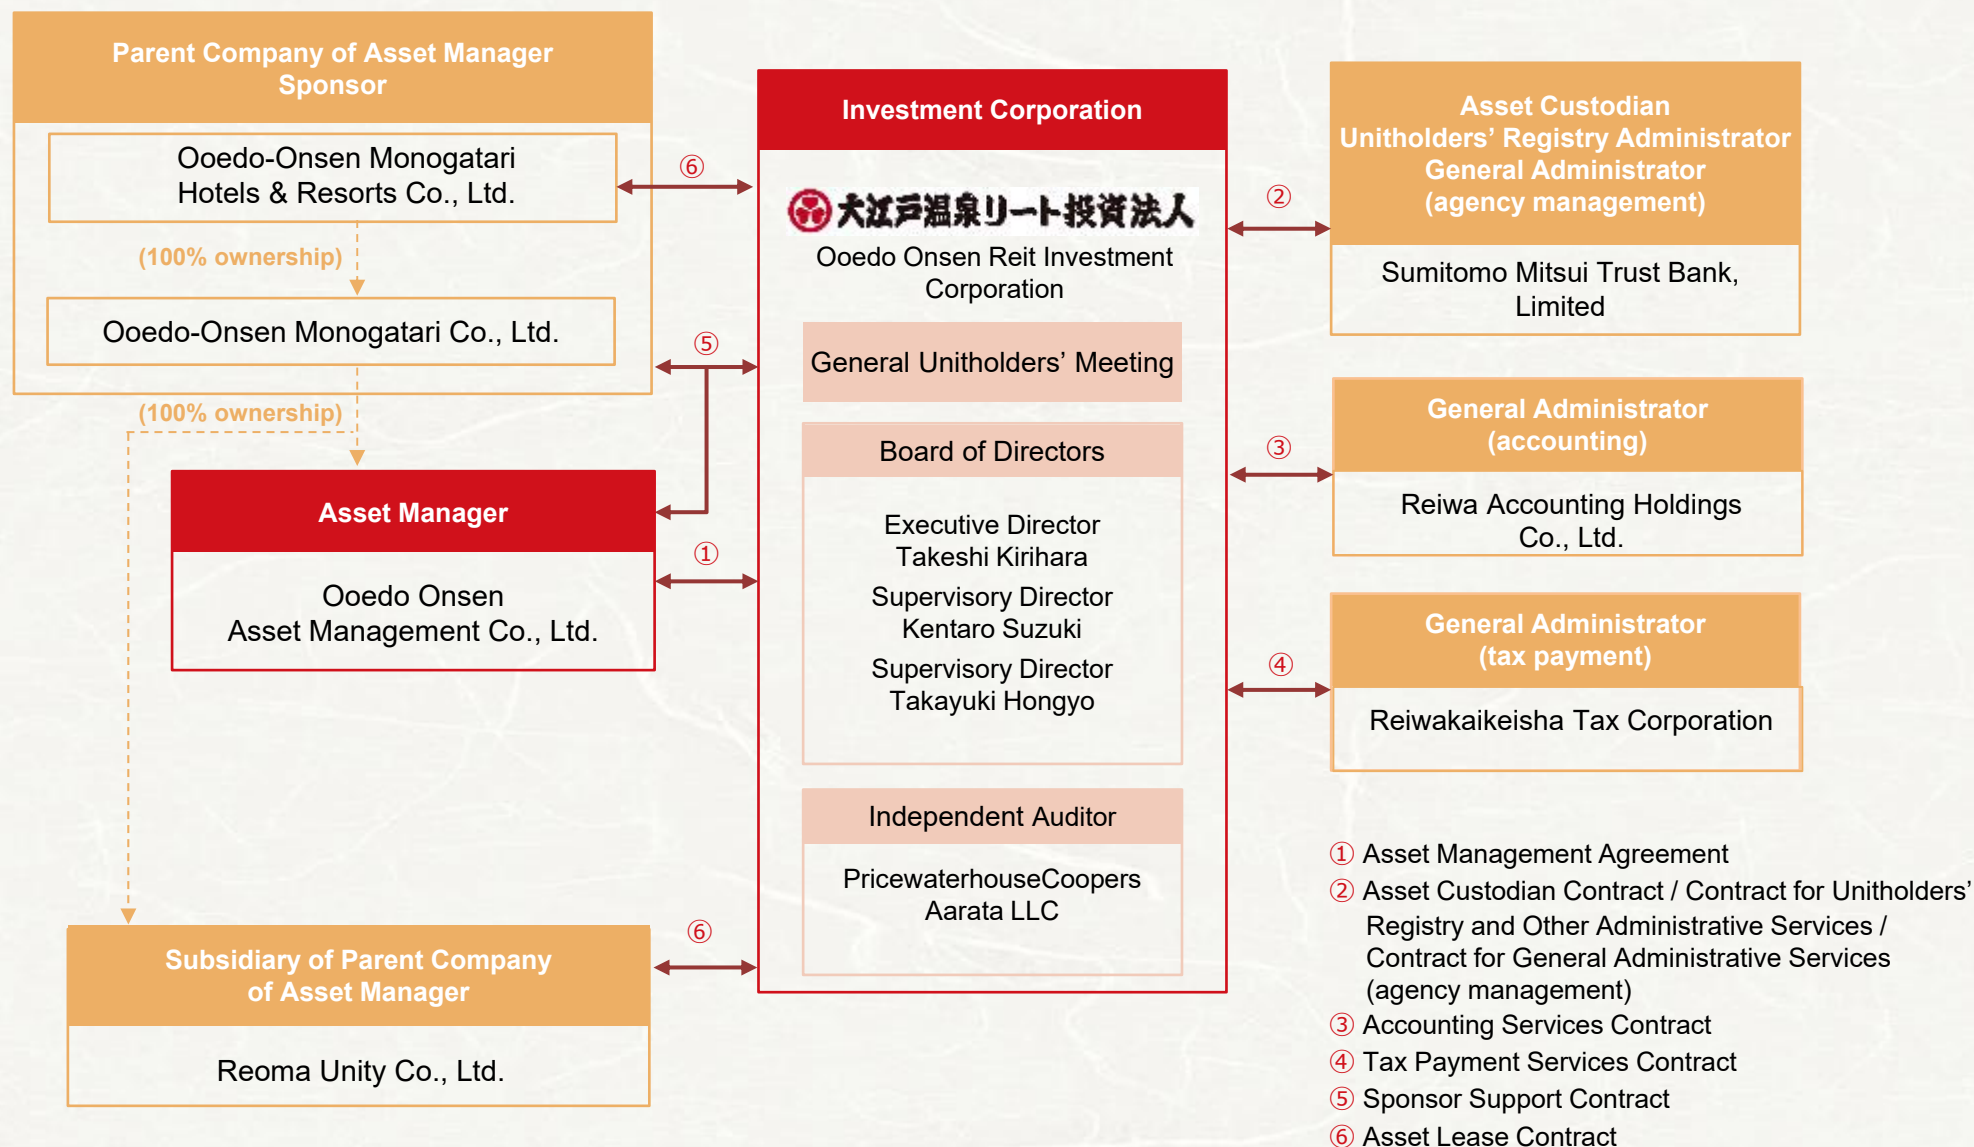 Parent Company of Asset Manager
Sponsor
Ooedo-Onsen Monogatari
Hotels & Resorts Co., Ltd.
(100% ownership)
Ooedo-Onsen Monogatari Co., Ltd.
(100% ownership)
Asset Manager
Ooedo Onsen
Asset Management Co., Ltd.
Subsidiary of Parent Company
of Asset Manager
Reoma Unity Co., Ltd.
⑥
⑤
①
⑥
Investment Corporation
大江戸温泉リート投資法人
Ooedo Onsen Reit Investment
Corporation
General Unitholders’ Meeting
Board of Directors
Executive Director
Takeshi Kirihara
Supervisory Director
Kentaro Suzuki
Supervisory Director
Takayuki Hongyo
Independent Auditor
PricewaterhouseCoopers
Aarata LLC
②
③
④
Asset Custodian
Unitholders’ Registry Administrator
General Administrator
(agency management)
Sumitomo Mitsui Trust Bank,
Limited
General Administrator
(accounting)
Reiwa Accounting Holdings
Co., Ltd.
General Administrator
(tax payment)
Reiwakaikeisha Tax Corporation
① Asset Management Agreement
② Asset Custodian Contract / Contract for Unitholders’
Registry and Other Administrative Services /
Contract for General Administrative Services
(agency management)
③ Accounting Services Contract
④ Tax Payment Services Contract
⑤ Sponsor Support Contract
⑥ Asset Lease Contract